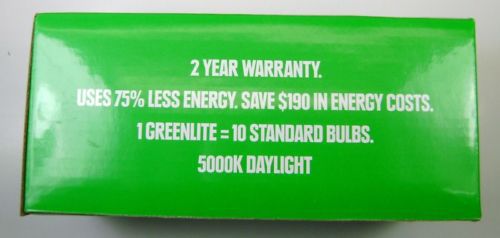 2 YEAR WARRANTY.
USES 75% LESS ENERGY. SAVE $190 IN ENERGY COSTS.
1 GREENLITE = 10 STANDARD BULBS.
5000K DAYLIGHT